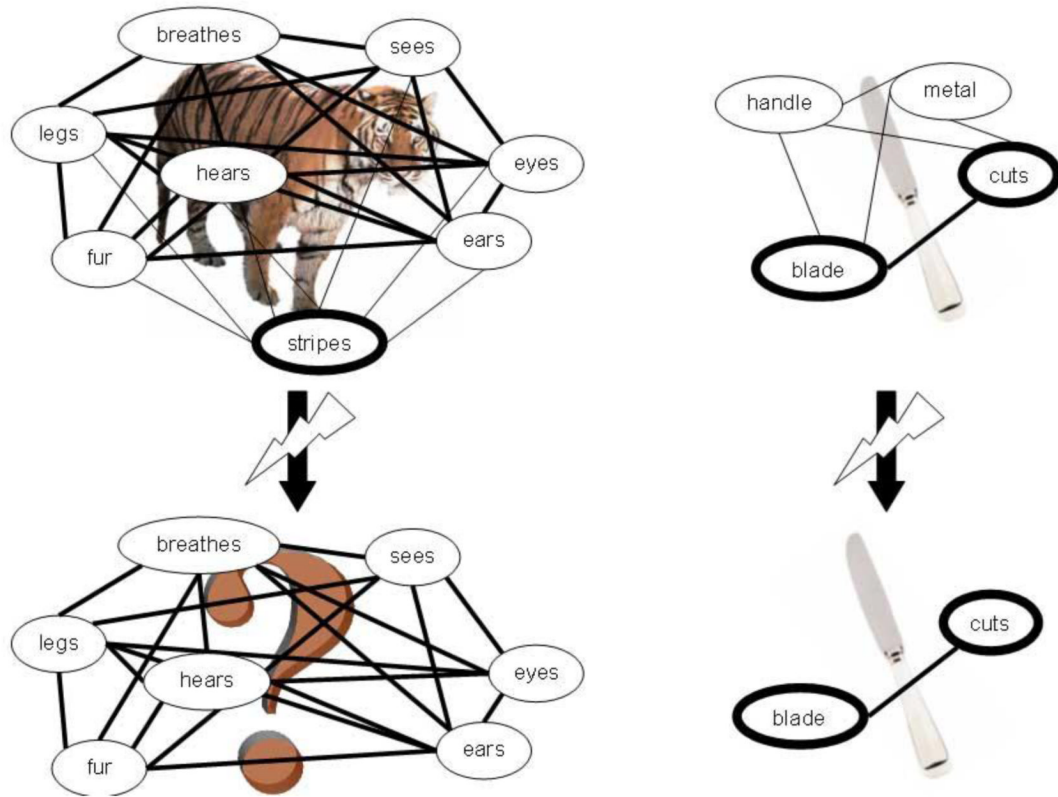 breathes
sees
legs
hears
eyes
fur
ears
stripes
handle
metal
cuts
blade
breathes
sees
legs
hears
eyes
fur
ears
cuts
blade